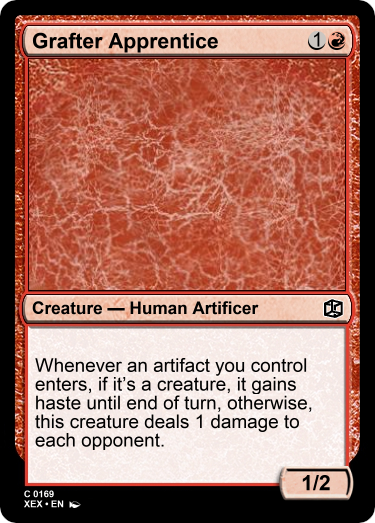 Grafter Apprentice 1
Creature — Human Artificer
Whenever an artifact you control
enters, if it's a creature, it gains
haste until end of turn, otherwise,
this creature deals 1 damage to
each opponent.
1/2
C 0169
XEX • EN